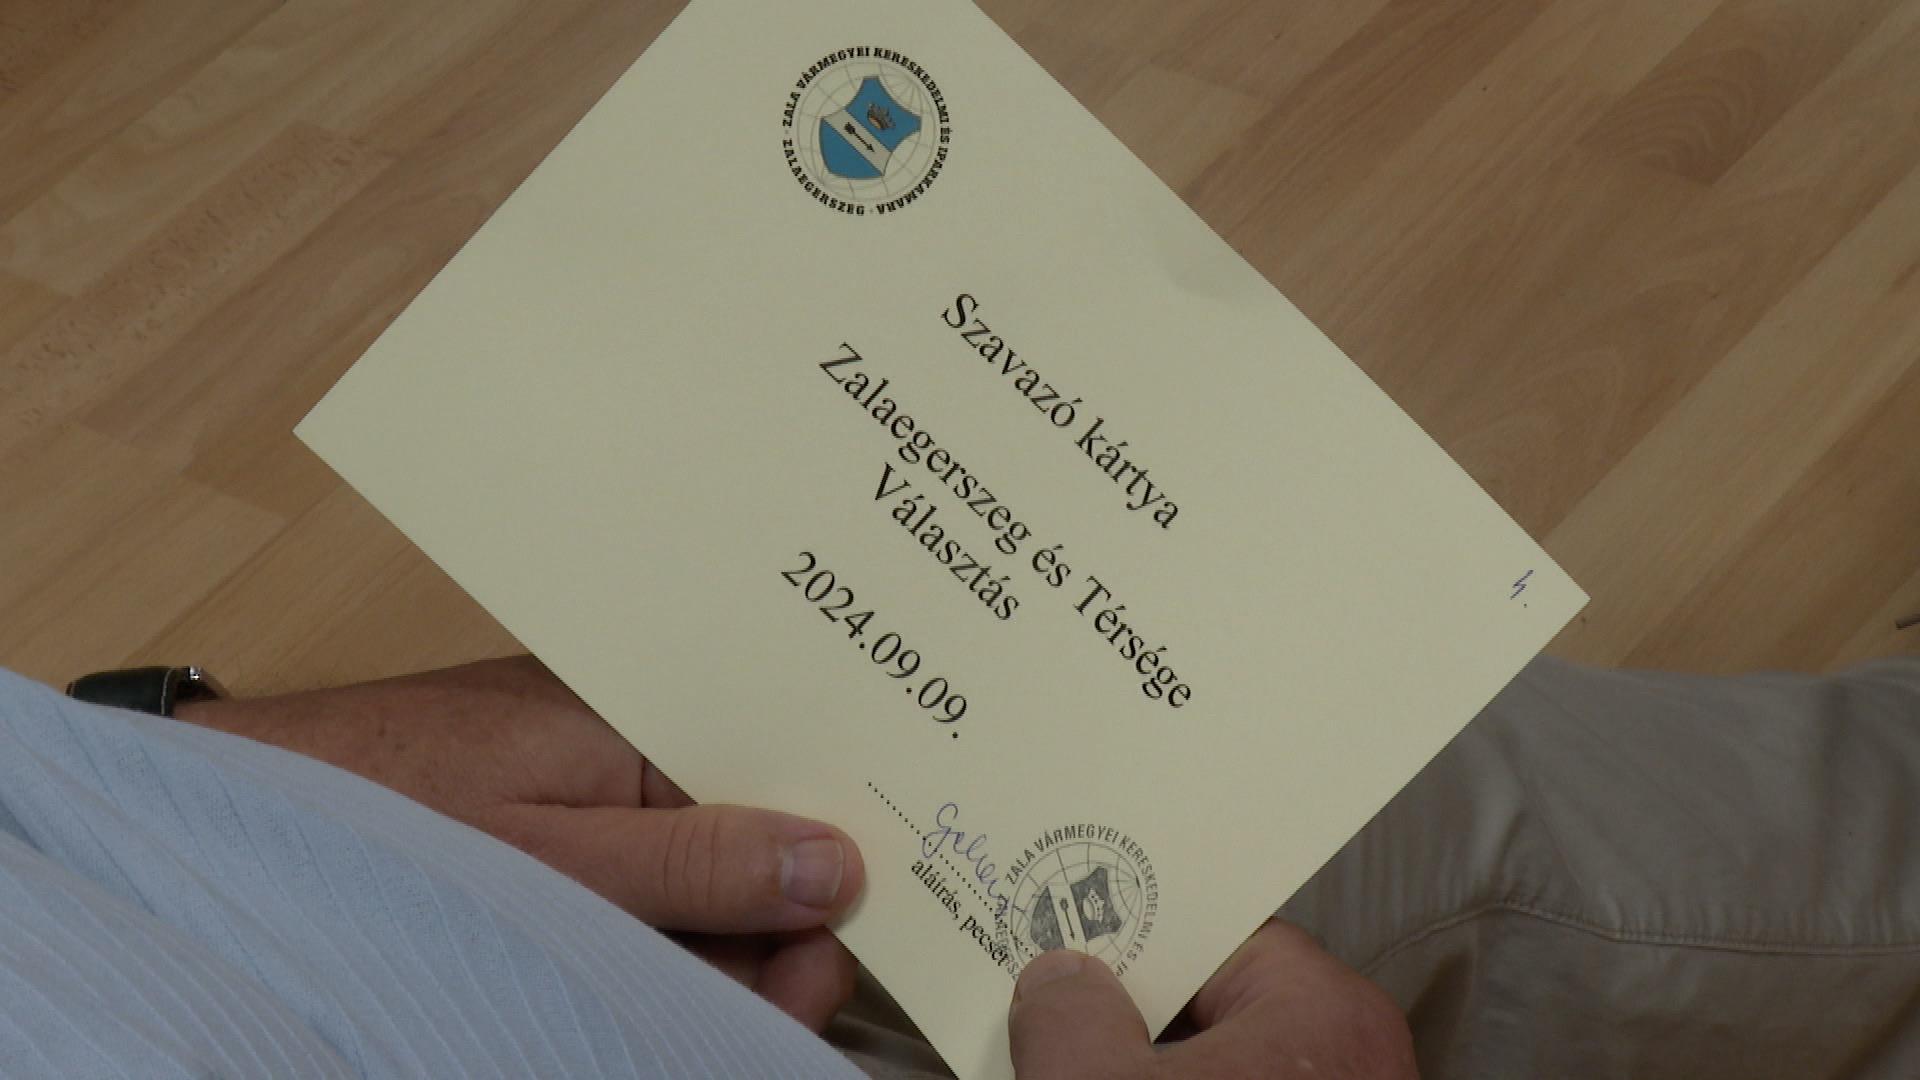 ZALA VÁRMEGYEI KERESKEDELMI ÉS IPARKAMARA · ZALAEGERSZEG ·
Szavazó kártya
Zalaegerszeg és Térsége
Választás
2024.09.09.
aláírás, pecsét
ZALA VÁRMEGYEI KERESKEDELMI ÉS